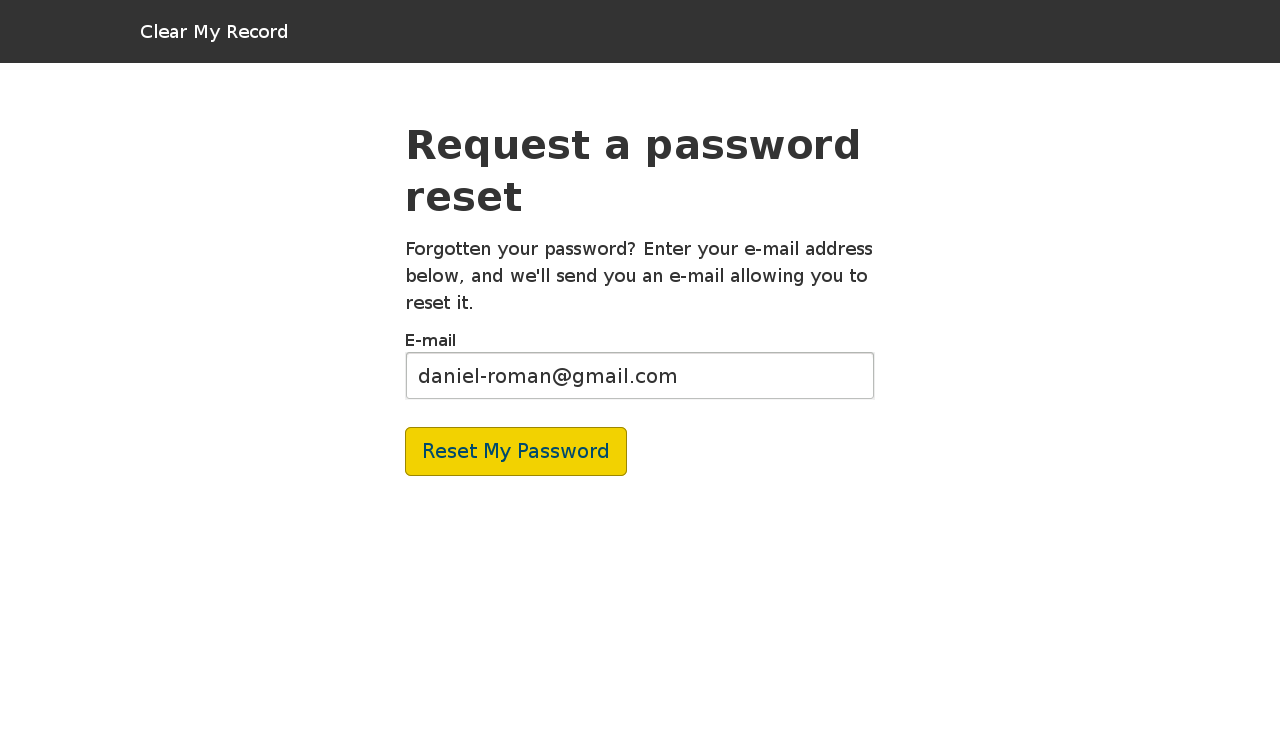 Clear My Record
Request a password
reset
Forgotten your password? Enter your e-mail address
below, and we'll send you an e-mail allowing you to
reset it.
E-mail
daniel-roman@gmail.com
Reset My Password